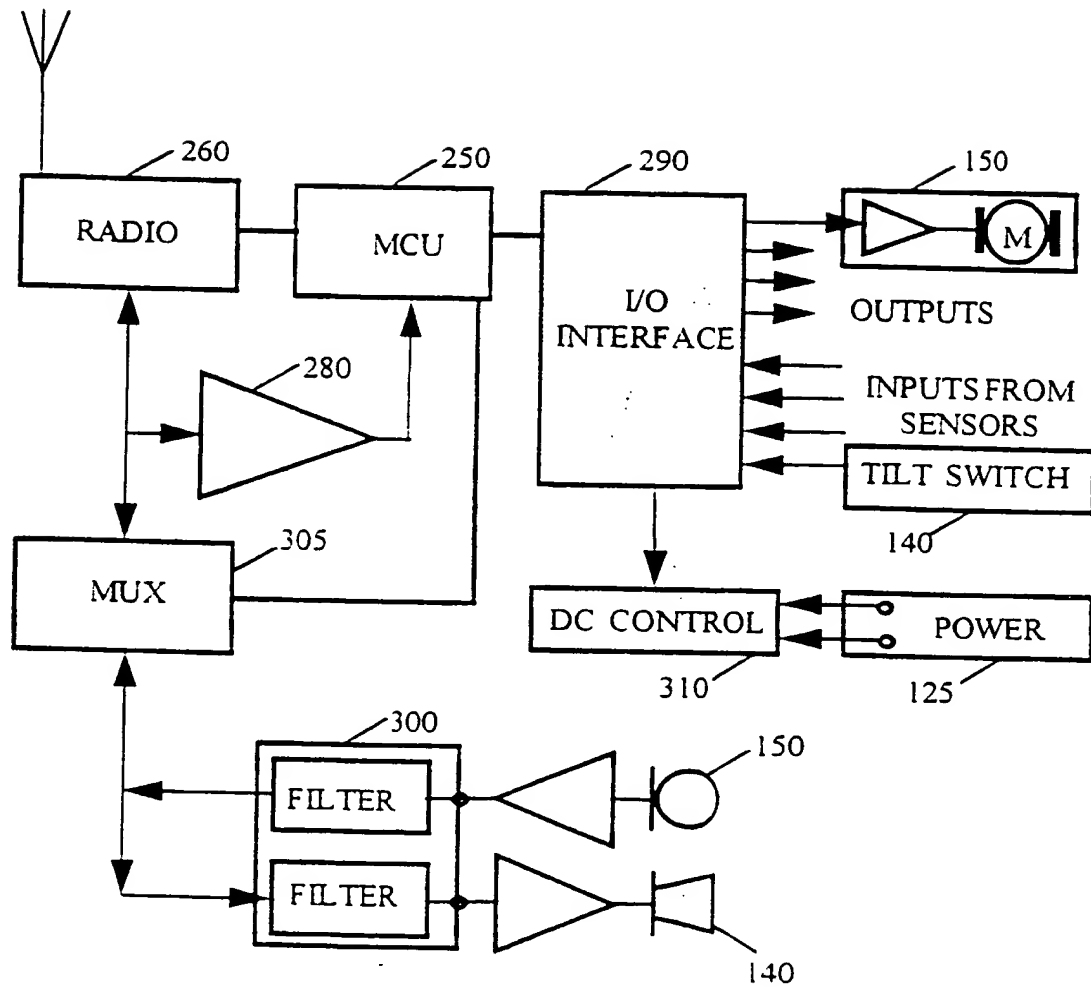 260
250
290
150
RADIO
MCU
I/O
INTERFACE
M
OUTPUTS
280
INPUTS FROM
SENSORS
TILT SWITCH
140
305
MUX
DC CONTROL
POWER
310
125
300
150
FILTER
FILTER
140